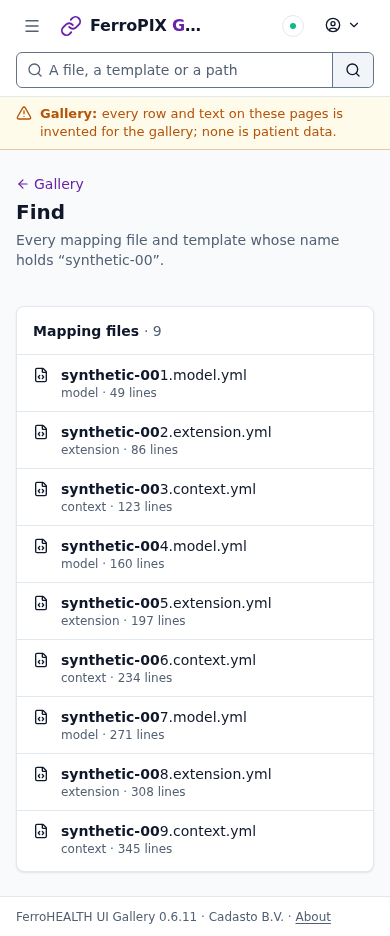 FerroPIX G...
A file, a template or a path
Gallery: every row and text on these pages is
invented for the gallery; none is patient data.
← Gallery
Find
Every mapping file and template whose name
holds “synthetic-00”.
Mapping files · 9
synthetic-001.model.yml
model · 49 lines
synthetic-002.extension.yml
extension · 86 lines
synthetic-003.context.yml
context · 123 lines
synthetic-004.model.yml
model · 160 lines
synthetic-005.extension.yml
extension · 197 lines
synthetic-006.context.yml
context · 234 lines
synthetic-007.model.yml
model · 271 lines
synthetic-008.extension.yml
extension · 308 lines
synthetic-009.context.yml
context · 345 lines
FerroHEALTH UI Gallery 0.6.11 · Cadasto B.V. · About